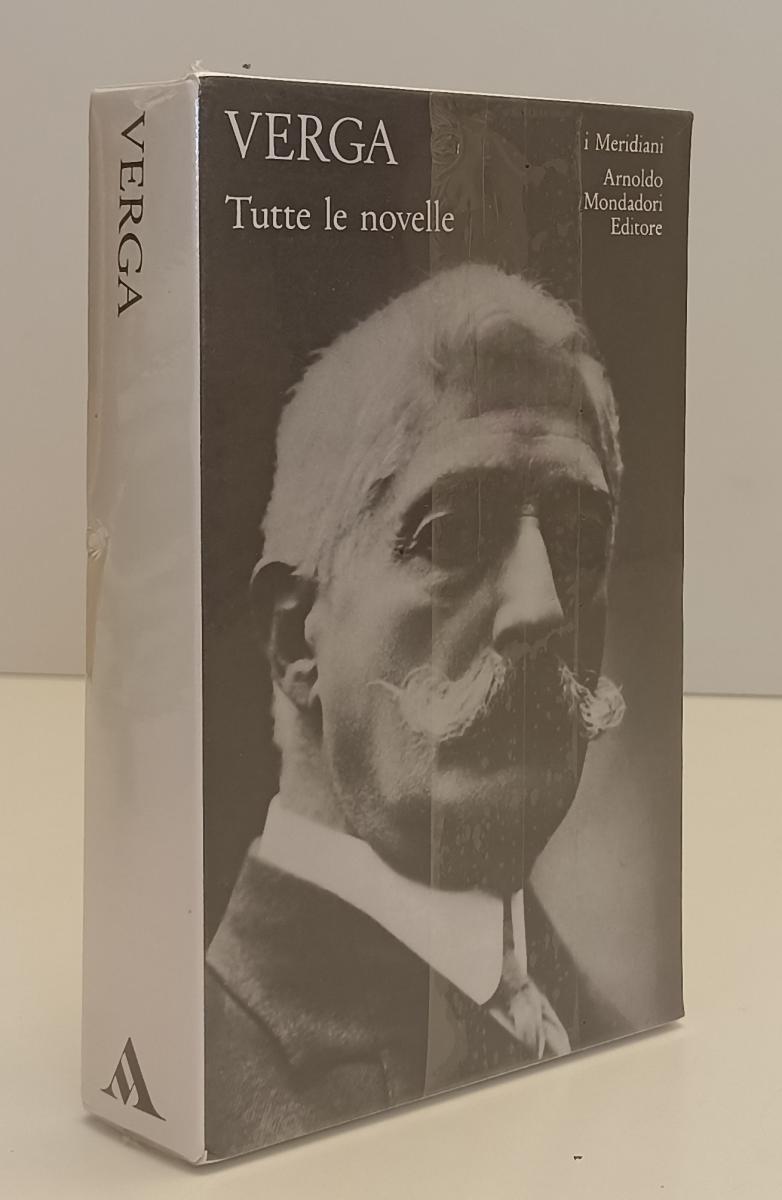 VERGA
VERGA
Tutte le novelle
i Meridiani
Arnoldo
Mondadori
Editore